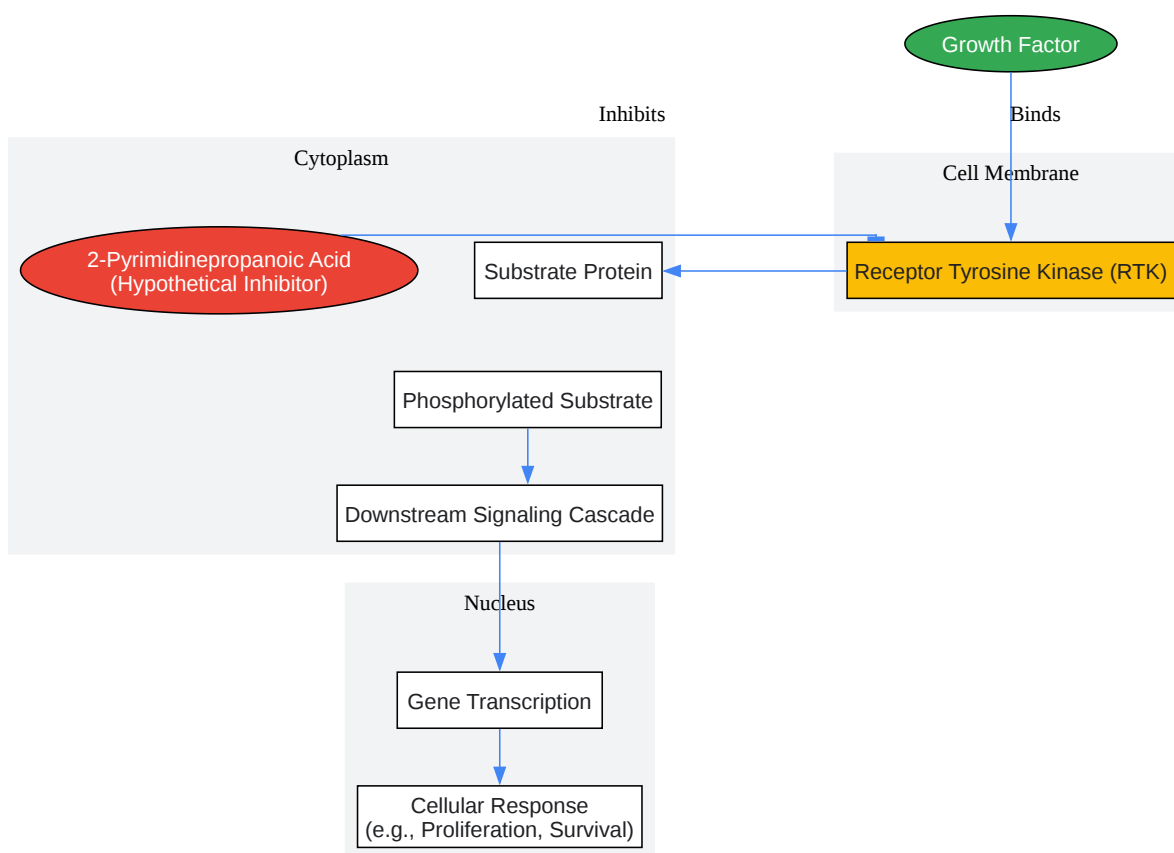 Growth Factor
Inhibits
Binds
Cytoplasm
Cell Membrane
2-Pyrimidinepropanoic Acid
(Hypothetical Inhibitor)
Substrate Protein
Receptor Tyrosine Kinase (RTK)
Phosphorylated Substrate
Downstream Signaling Cascade
Nucleus
Gene Transcription
Cellular Response
(e.g., Proliferation, Survival)